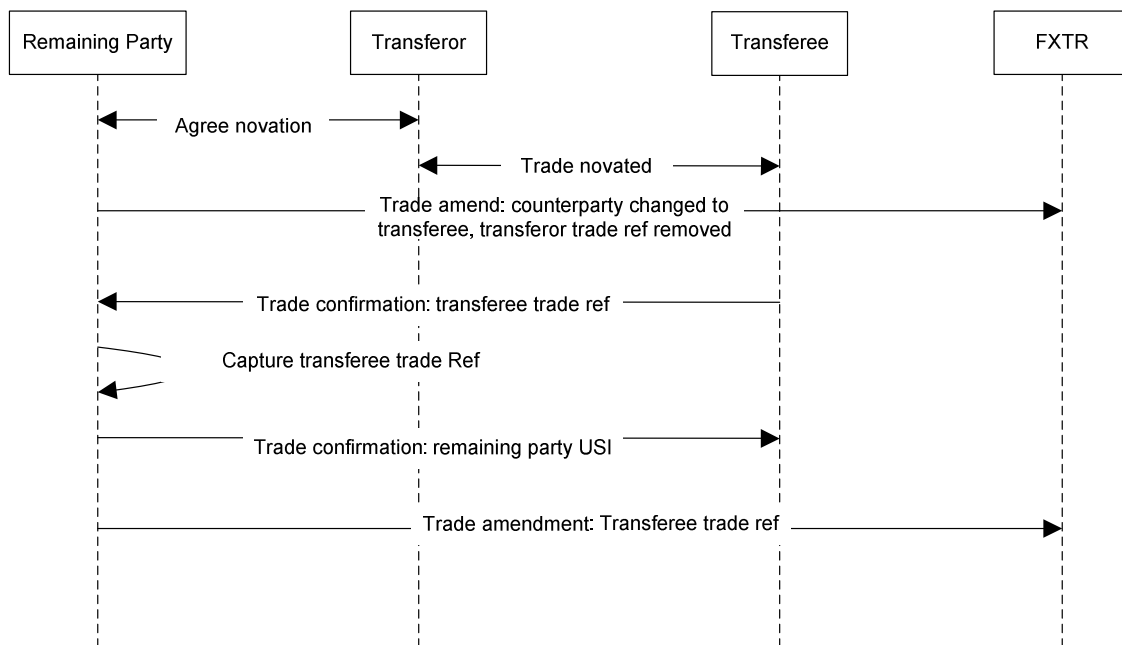 Remaining Party
Transferor
Transferee
FXTR
Agree novation
Trade novated
Trade amend: counterparty changed to
transferee, transferor trade ref removed
Trade confirmation: transferee trade ref
Capture transferee trade Ref
Trade confirmation: remaining party USI
Trade amendment: Transferee trade ref